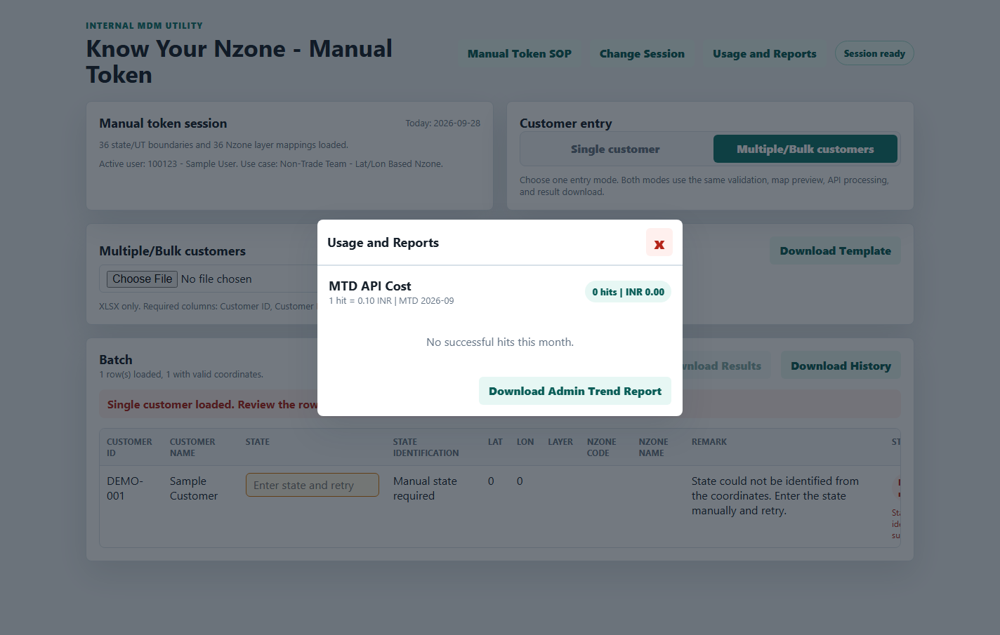 INTERNAL MDM UTILITY
Know Your Nzone - Manual
Token
Manual Token SOP
Change Session
Usage and Reports
Session ready
Manual token session
Today: 2026-09-28
36 state/UT boundaries and 36 Nzone layer mappings loaded.
Active user: 100123 - Sample User. Use case: Non-Trade Team - Lat/Lon Based Nzone.
Customer entry
Single customer
Multiple/Bulk customers
Choose one entry mode. Both modes use the same validation, map preview, API processing,
and result download.
Multiple/Bulk customers
Download Template
Choose File No file chosen
XLSX only. Required columns: Customer ID, Customer
Usage and Reports
x
MTD API Cost
1 hit = 0.10 INR | MTD 2026-09
0 hits | INR 0.00
No successful hits this month.
Download Admin Trend Report
Batch
1 row(s) loaded, 1 with valid coordinates.
Results
Download History
Single customer loaded. Review the row
CUSTOMER ID
CUSTOMER NAME
STATE
STATE IDENTIFICATION
LAT
LON
LAYER
NZONE CODE
NZONE NAME
REMARK
DEMO-001
Sample Customer
Enter state and retry
Manual state required
0
0
State could not be identified from
the coordinates. Enter the state
manually and retry.